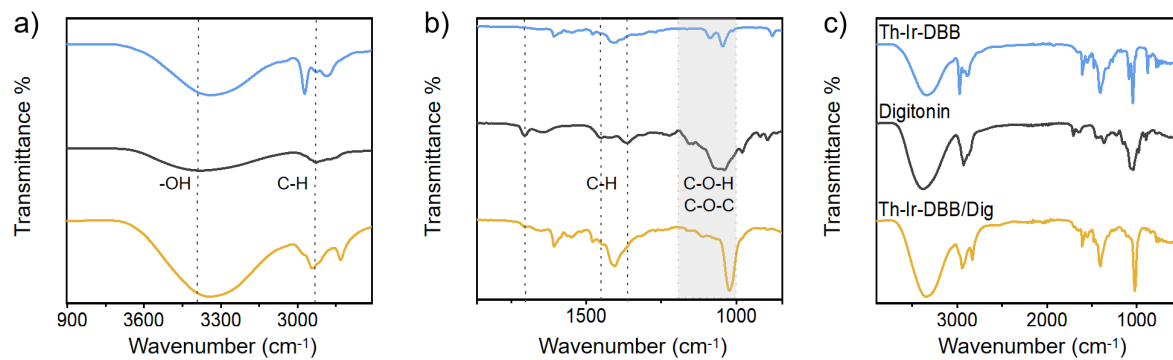 a)
Transmittance %
-OH
C-H
900
3600
3300
3000
Wavenumber (cm-1)
b)
Transmittance %
C-H
C-O-H
C-O-C
1500
1000
Wavenumber (cm-1)
c)
Transmittance %
Th-Ir-DBB
Digitonin
Th-Ir-DBB/Dig
3000
2000
1000
Wavenumber (cm-1)